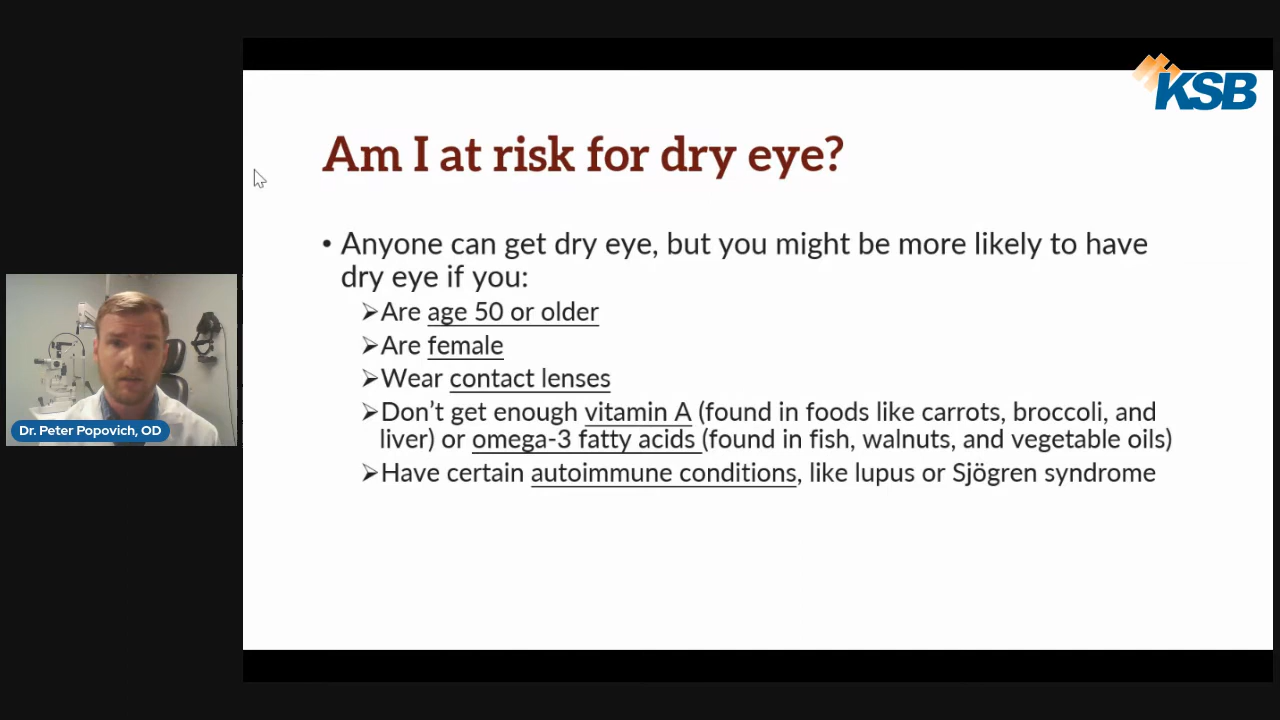 KSB
Am I at risk for dry eye?
• Anyone can get dry eye, but you might be more likely to have
dry eye if you:
➢Are age 50 or older
➢Are female
➢Wear contact lenses
➢Don’t get enough vitamin A (found in foods like carrots, broccoli, and
liver) or omega-3 fatty acids (found in fish, walnuts, and vegetable oils)
➢Have certain autoimmune conditions, like lupus or Sjögren syndrome
Dr. Peter Popovich, OD